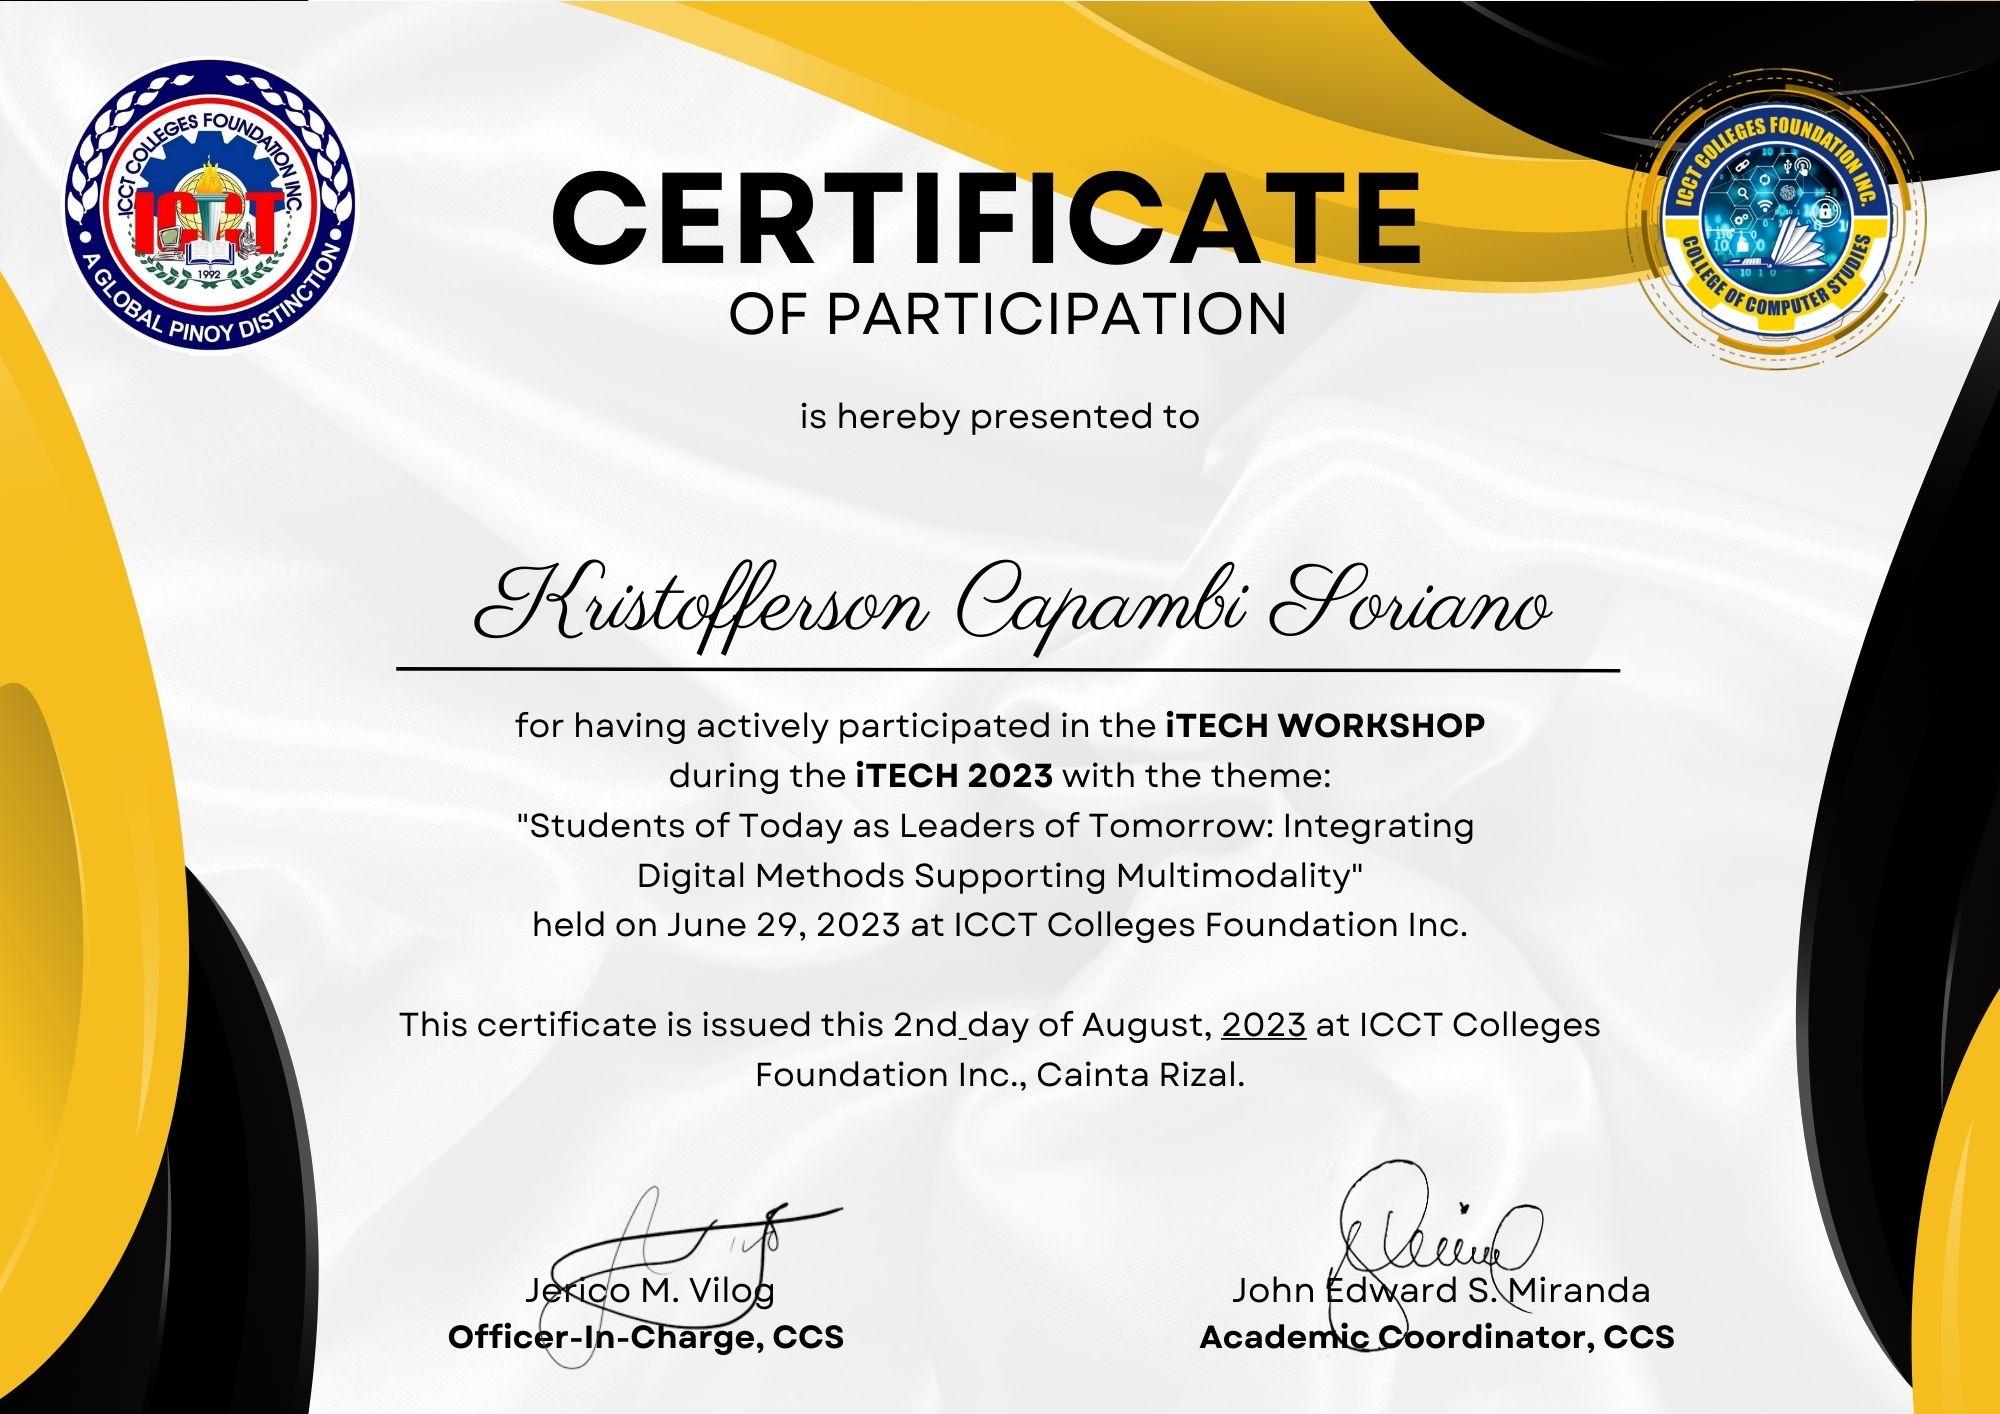 ICCT COLLEGES FOUNDATION INC.
ICCT
1992
A GLOBAL PINOY DISTINCTION
ICCT COLLEGES FOUNDATION INC.
COLLEGE OF COMPUTER STUDIES
CERTIFICATE
OF PARTICIPATION
is hereby presented to
Kristofferson Capambi Soriano
for having actively participated in the iTECH WORKSHOP
during the iTECH 2023 with the theme:
"Students of Today as Leaders of Tomorrow: Integrating
Digital Methods Supporting Multimodality"
held on June 29, 2023 at ICCT Colleges Foundation Inc.
This certificate is issued this 2nd day of August, 2023 at ICCT Colleges
Foundation Inc., Cainta Rizal.
Jerico M. Vilog
Officer-In-Charge, CCS
John Edward S. Miranda
Academic Coordinator, CCS